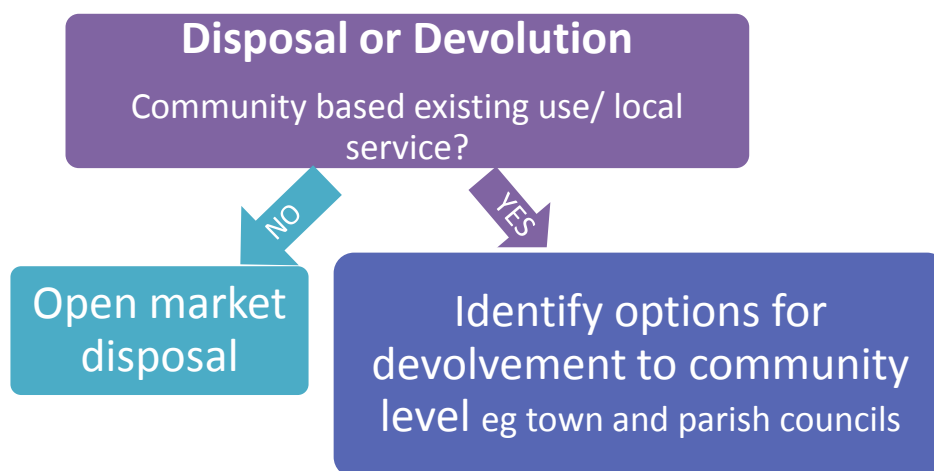 Disposal or Devolution
Community based existing use/ local
service?
NO
YES
Open market
disposal
Identify options for
devolvement to community
level eg town and parish councils